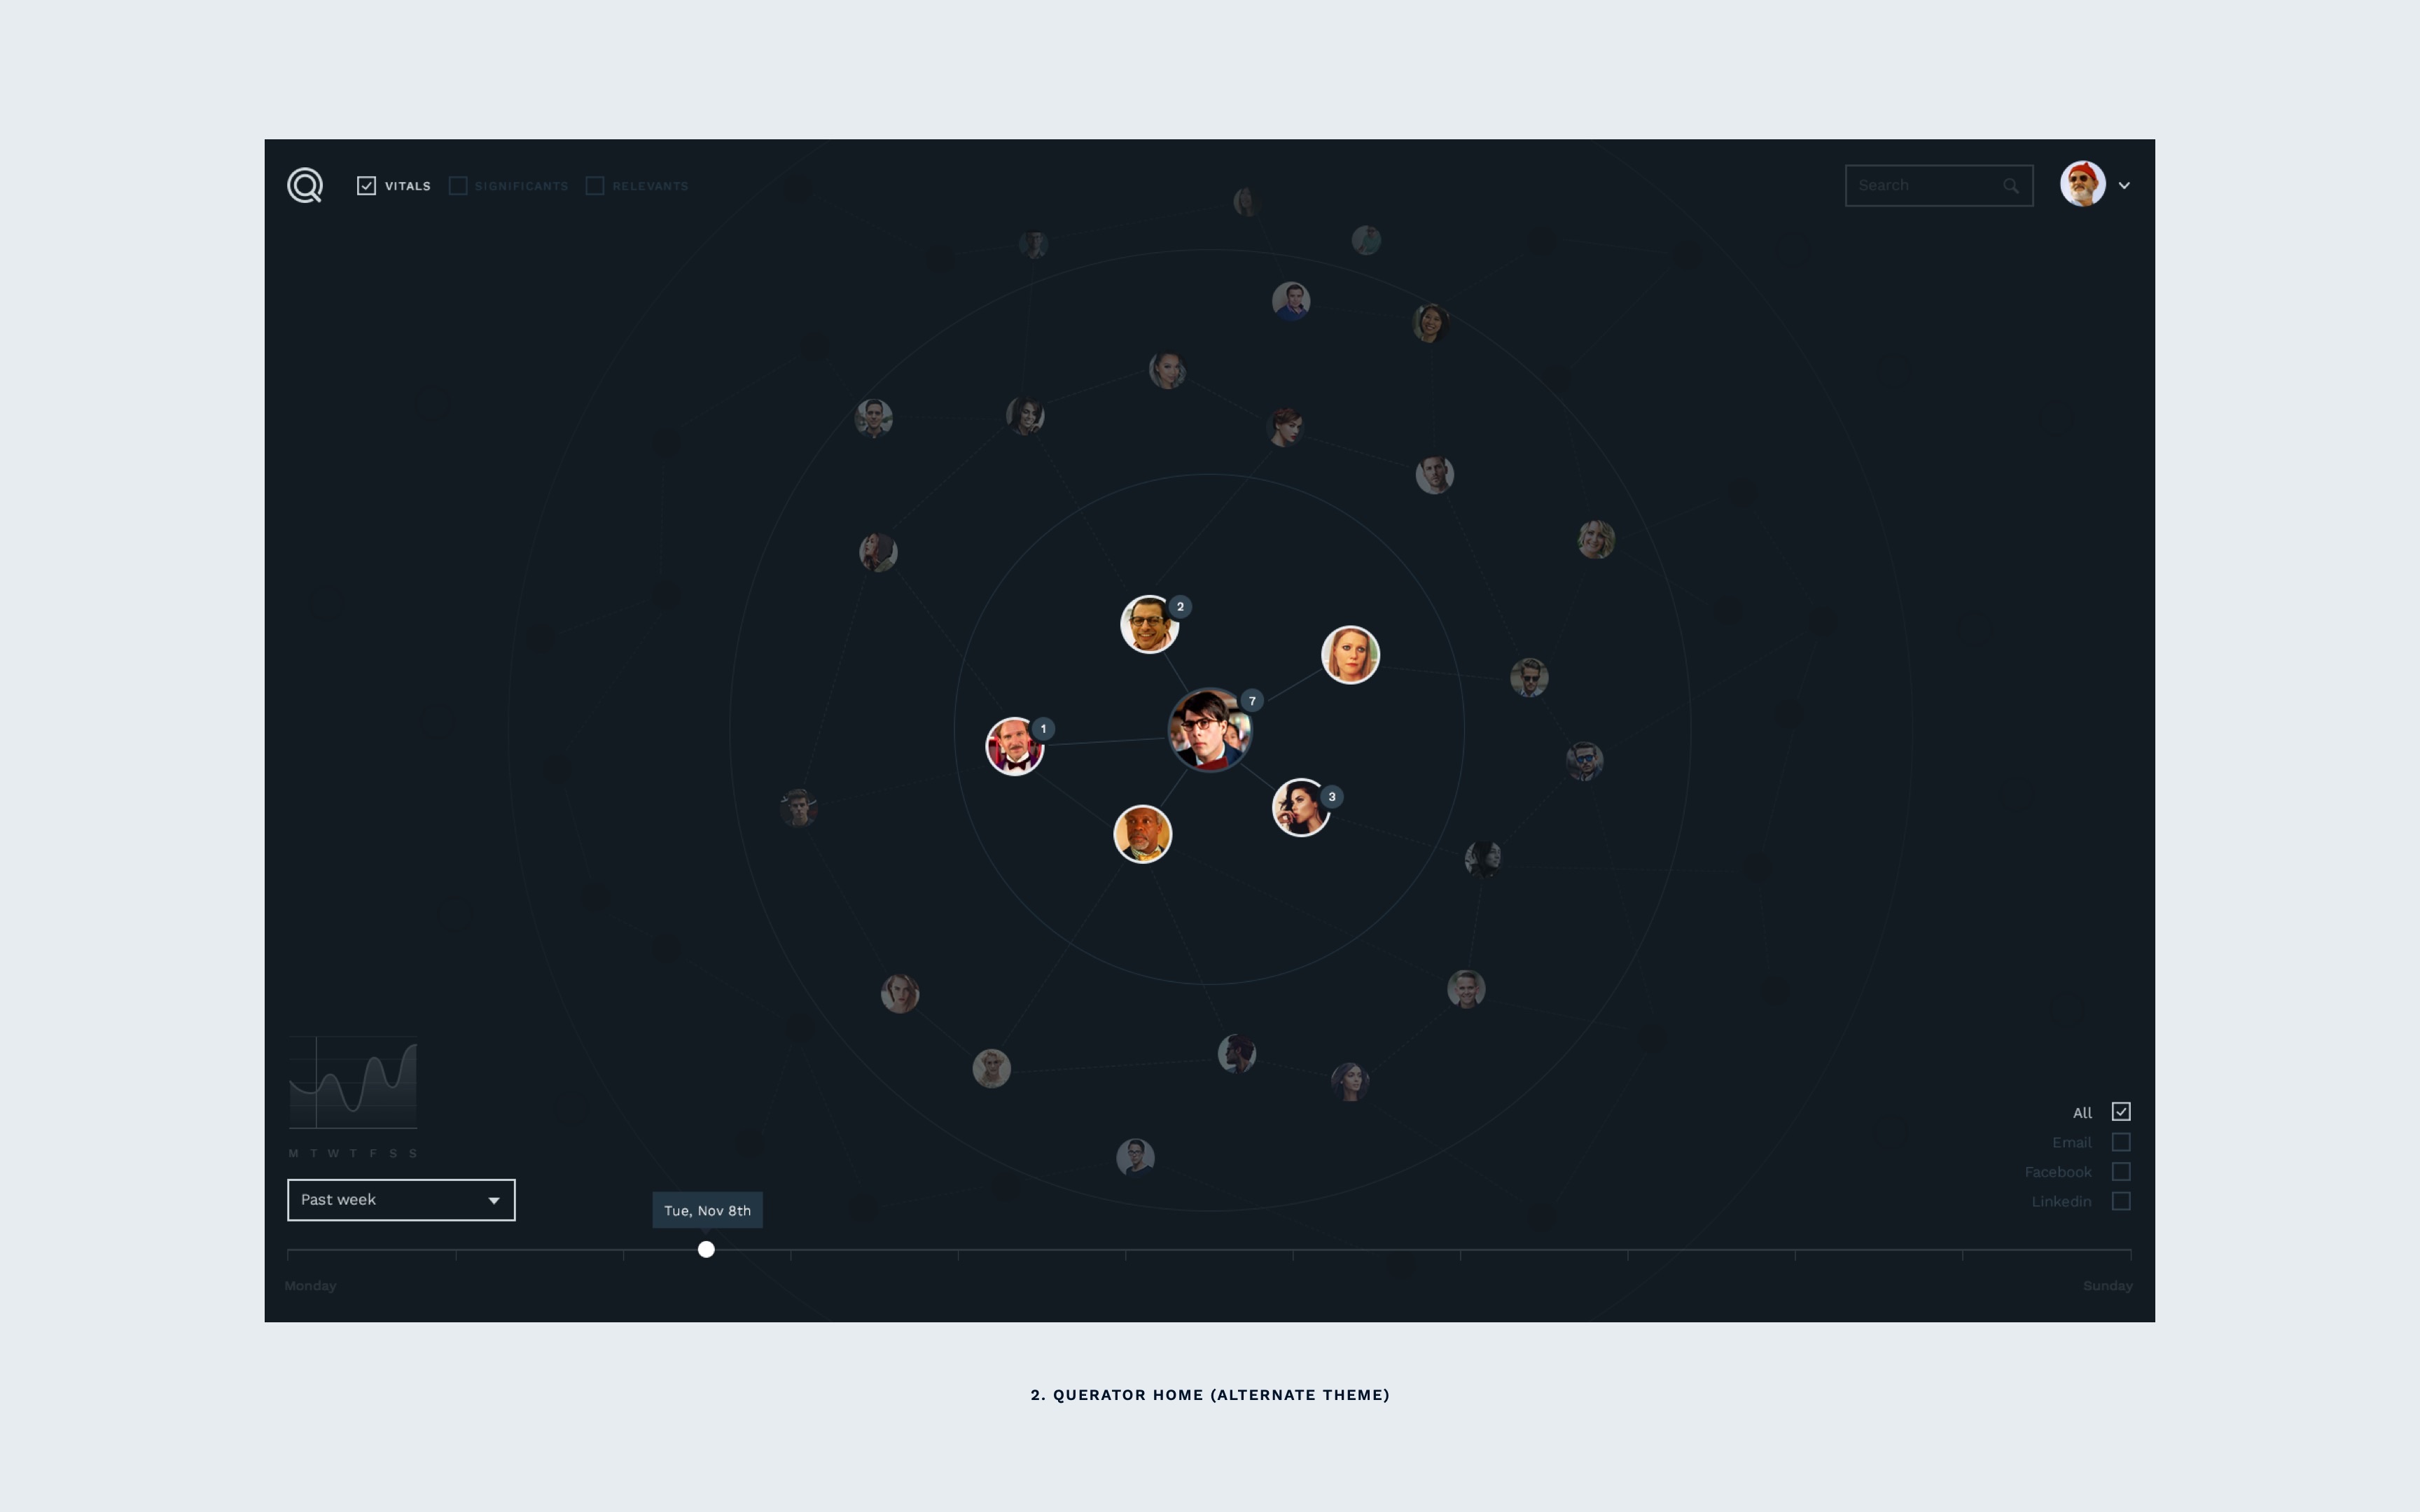 VITALS SIGNIFICANTS RELEVANTS
Search
2
7
1
3
M T W T F S S
Past week
Tue, Nov 8th
All
Email
Facebook
Linkedin
Monday
Sunday
2. QUERATOR HOME (ALTERNATE THEME)